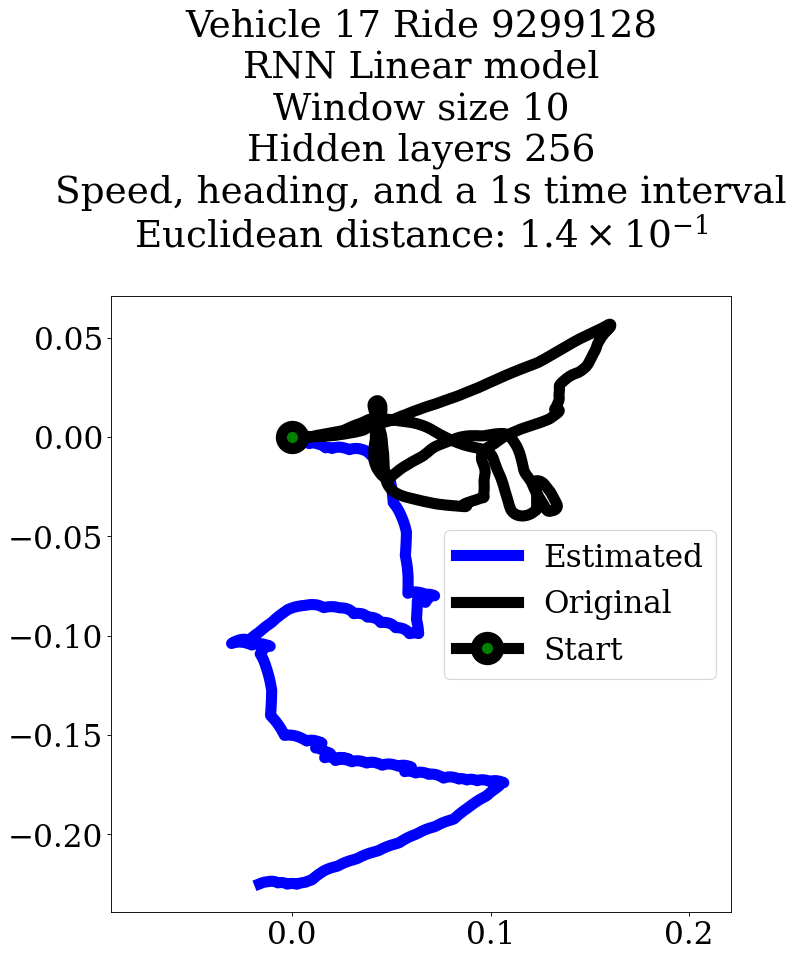 Vehicle 17 Ride 9299128
RNN Linear model
Window size 10
Hidden layers 256
Speed, heading, and a 1s time interval
Euclidean distance: 1.4 × 10⁻¹
0.05
0.00
−0.05
−0.10
−0.15
−0.20
Estimated
Original
Start
0.0
0.1
0.2